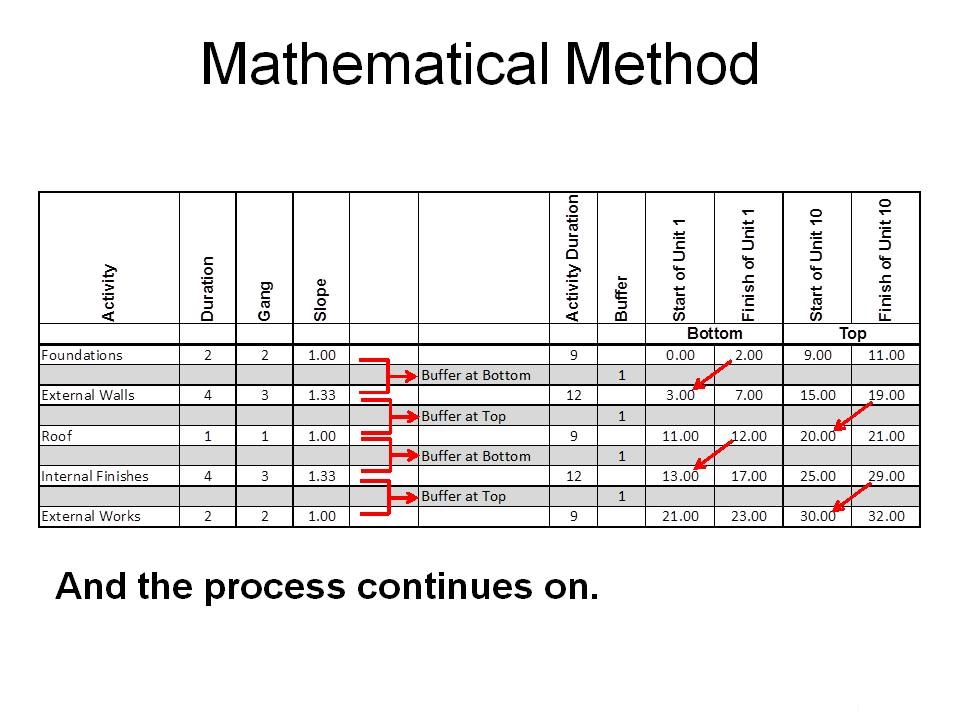 Mathematical Method
Activity Duration Gang Slope Activity Duration Buffer Start of Unit 1 Finish of Unit 1 Start of Unit 10 Finish of Unit 10
Bottom Top
Foundations 2 2 1.00 9 0.00 2.00 9.00 11.00
Buffer at Bottom 1
External Walls 4 3 1.33 12 3.00 7.00 15.00 19.00
Buffer at Top 1
Roof 1 1 1.00 9 11.00 12.00 20.00 21.00
Buffer at Bottom 1
Internal Finishes 4 3 1.33 12 13.00 17.00 25.00 29.00
Buffer at Top 1
External Works 2 2 1.00 9 21.00 23.00 30.00 32.00
And the process continues on.